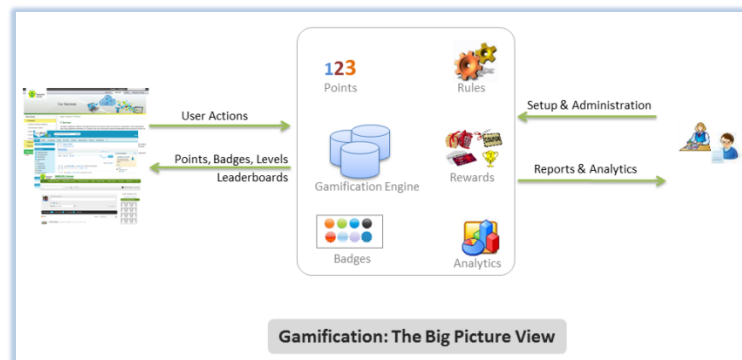 123
Points
Rules
User Actions
Setup & Administration
Points, Badges, Levels
Leaderboards
Gamification Engine
Rewards
Reports & Analytics
Badges
Analytics
Gamification: The Big Picture View